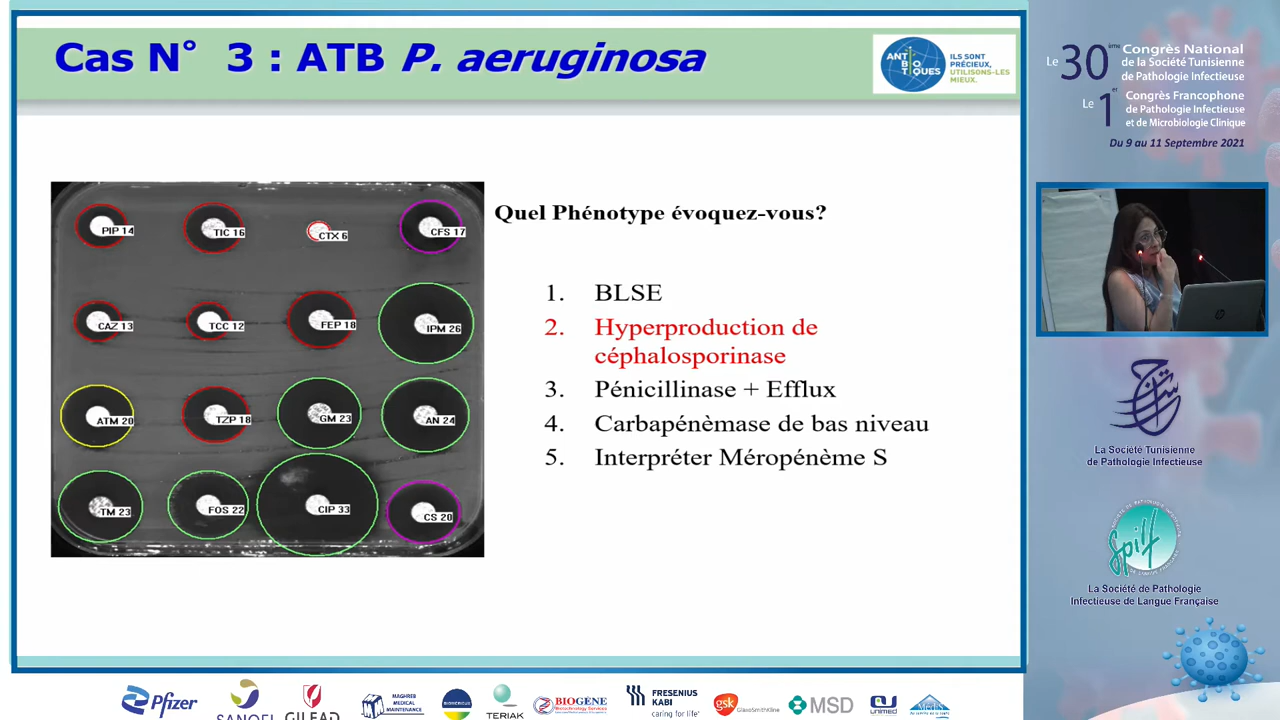 Cas N° 3 : ATB P. aeruginosa
ANTIBIOTIQUES
ILS SONT
PRÉCIEUX,
UTILISONS-LES
MIEUX.
Le 30ème Congrès National
de la Société Tunisienne
de Pathologie Infectieuse
Le 1er Congrès Francophone
de Pathologie Infectieuse
et de Microbiologie Clinique
Du 9 au 11 Septembre 2021
PIP 14
TIC 16
CTX 6
CFS 17
CAZ 13
TCC 12
FEP 18
IPM 26
ATM 20
TZP 18
GM 23
AN 24
TM 23
FOS 22
CIP 33
CS 20
Quel Phénotype évoquez-vous?
1. BLSE
2. Hyperproduction de
céphalosporinase
3. Pénicillinase + Efflux
4. Carbapénèmase de bas niveau
5. Interpréter Méropénème S
hp
La Société Tunisienne
de Pathologie Infectieuse
Spilf
La Société de Pathologie
Infectieuse de Langue Française
Pfizer
SANOFI
GILEAD
MAGHREB
MEDICAL
MAINTENANCE
TERIAK
BIOGÈNE
FRESENIUS
KABI
caring for life
gsk
GlaxoSmithKline
MSD
UNIMED